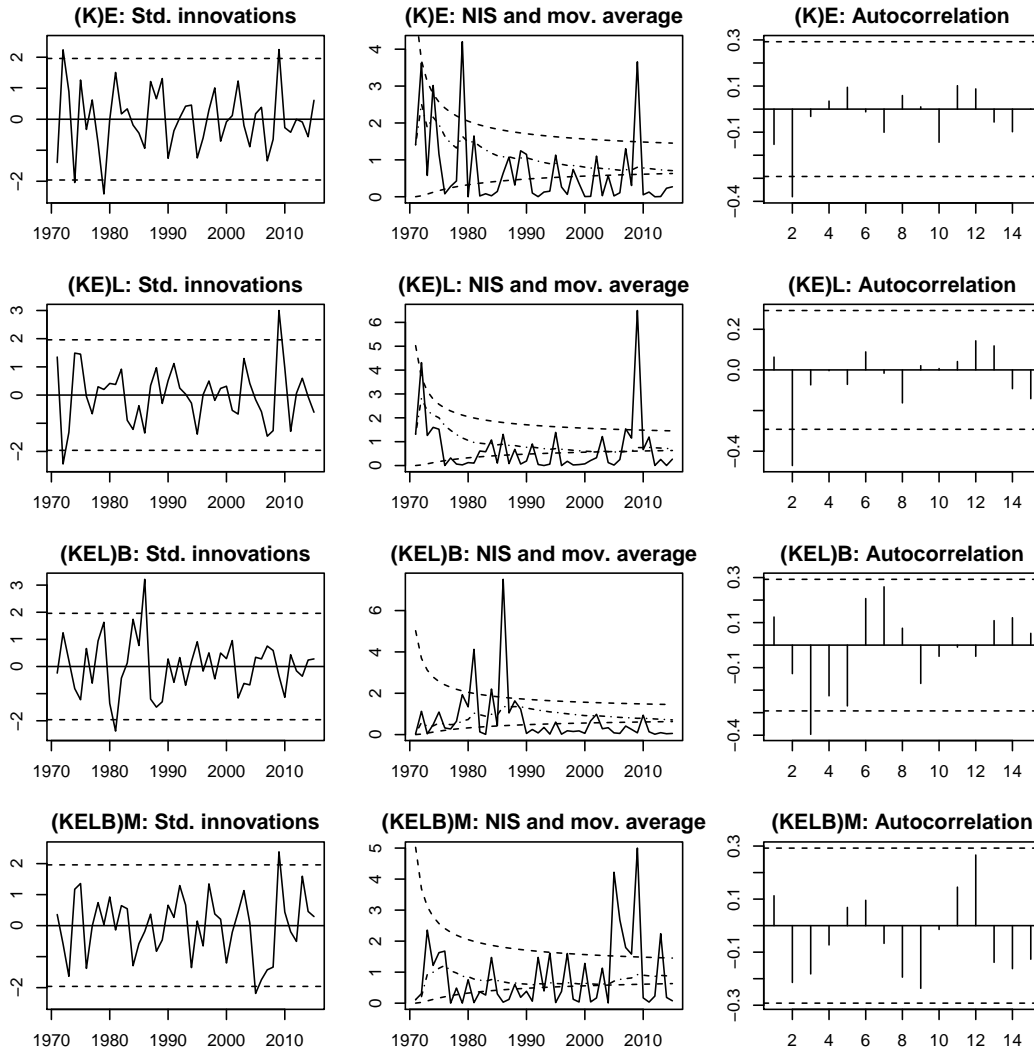 (K)E: Std. innovations
2
1
0
−2
1970 1980 1990 2000 2010
(K)E: NIS and mov. average
4
3
2
1
0
1970 1980 1990 2000 2010
(K)E: Autocorrelation
0.3
0.1
−0.1
−0.4
2 4 6 8 10 12 14
(KE)L: Std. innovations
3
2
1
0
−2
1970 1980 1990 2000 2010
(KE)L: NIS and mov. average
6
5
4
3
2
1
0
1970 1980 1990 2000 2010
(KE)L: Autocorrelation
0.2
0.0
−0.4
2 4 6 8 10 12 14
(KEL)B: Std. innovations
3
2
1
0
−2
1970 1980 1990 2000 2010
(KEL)B: NIS and mov. average
6
4
2
0
1970 1980 1990 2000 2010
(KEL)B: Autocorrelation
0.3
0.1
−0.1
−0.4
2 4 6 8 10 12 14
(KELB)M: Std. innovations
2
1
0
−2
1970 1980 1990 2000 2010
(KELB)M: NIS and mov. average
5
4
3
2
1
0
1970 1980 1990 2000 2010
(KELB)M: Autocorrelation
0.3
0.1
−0.1
−0.3
2 4 6 8 10 12 14